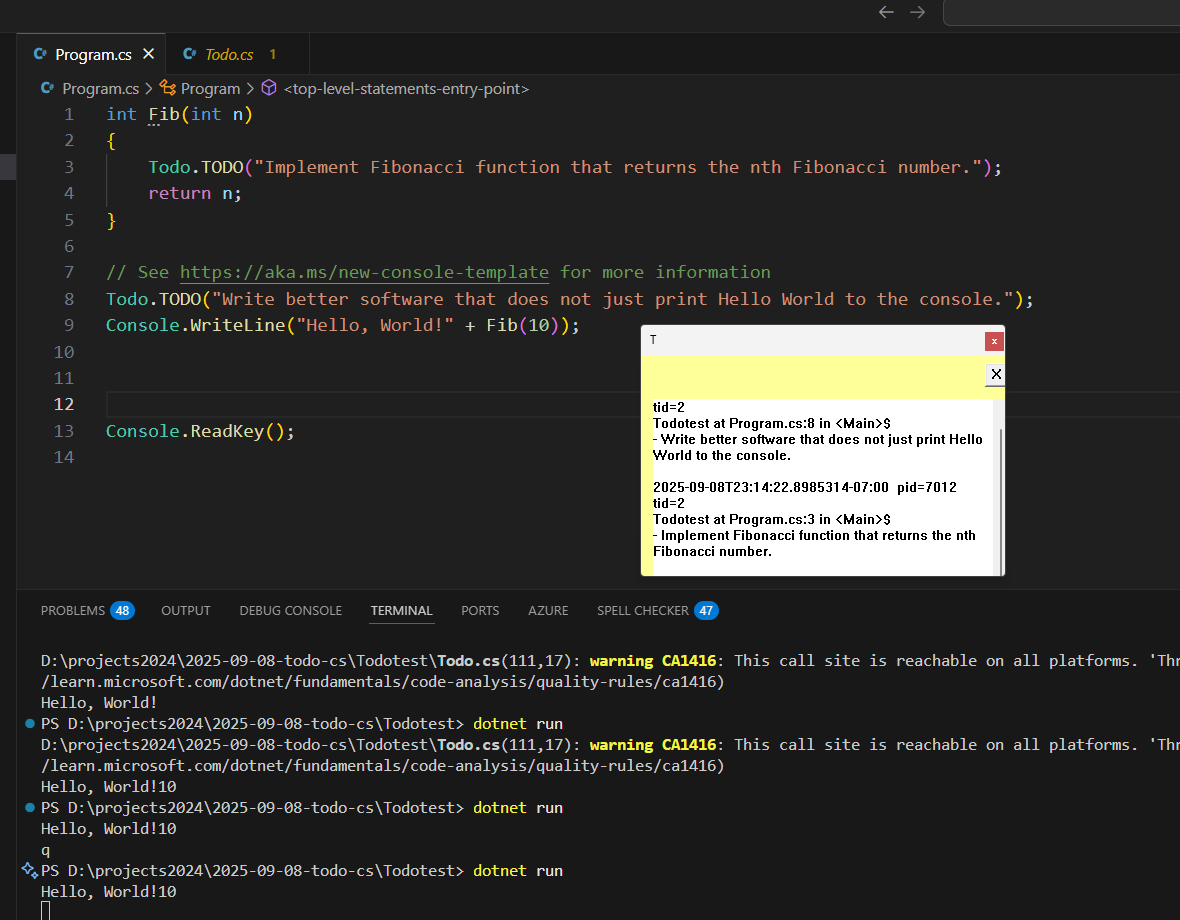 Program.cs
Todo.cs 1
Program.cs > Program > <top-level-statements-entry-point>
1 int Fib(int n)
2 {
3 Todo.TODO("Implement Fibonacci function that returns the nth Fibonacci number.");
4 return n;
5 }
6
7 // See https://aka.ms/new-console-template for more information
8 Todo.TODO("Write better software that does not just print Hello World to the console.");
9 Console.WriteLine("Hello, World!" + Fib(10));
10
11
12
13 Console.ReadKey();
14
T
x
X
tid=2
Todotest at Program.cs:8 in <Main>$
- Write better software that does not just print Hello
World to the console.
2025-09-08T23:14:22.8985314-07:00 pid=7012
tid=2
Todotest at Program.cs:3 in <Main>$
- Implement Fibonacci function that returns the nth
Fibonacci number.
PROBLEMS 48 OUTPUT DEBUG CONSOLE TERMINAL PORTS AZURE SPELL CHECKER 47
D:\projects2024\2025-09-08-todo-cs\Todotest\Todo.cs(111,17): warning CA1416: This call site is reachable on all platforms. 'Thr
/learn.microsoft.com/dotnet/fundamentals/code-analysis/quality-rules/ca1416)
Hello, World!
PS D:\projects2024\2025-09-08-todo-cs\Todotest> dotnet run
D:\projects2024\2025-09-08-todo-cs\Todotest\Todo.cs(111,17): warning CA1416: This call site is reachable on all platforms. 'Thr
/learn.microsoft.com/dotnet/fundamentals/code-analysis/quality-rules/ca1416)
Hello, World!10
PS D:\projects2024\2025-09-08-todo-cs\Todotest> dotnet run
Hello, World!10
q
PS D:\projects2024\2025-09-08-todo-cs\Todotest> dotnet run
Hello, World!10